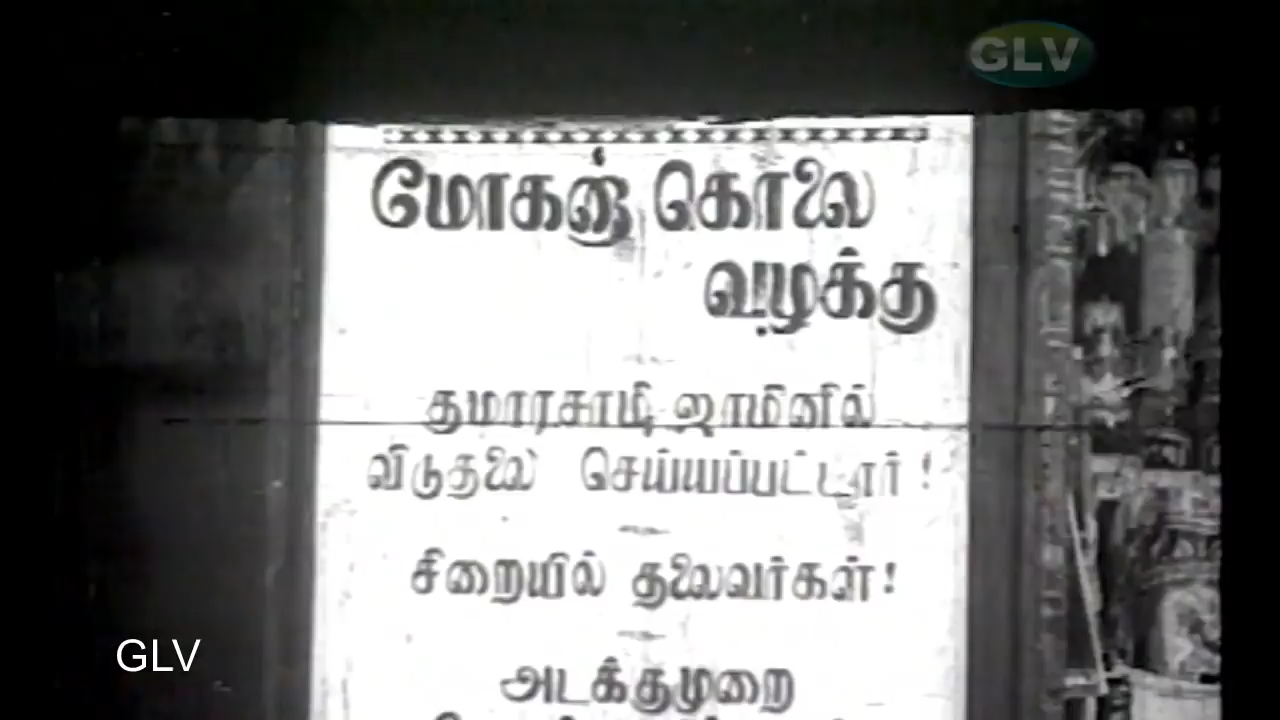 GLV
மோகன் கொலை
வழக்கு
குமாரசாமி ஜாமினில்
விடுதலை செய்யப்பட்டார்!
சிறையில் தலைவர்கள்!
அடக்குமுறை
GLV